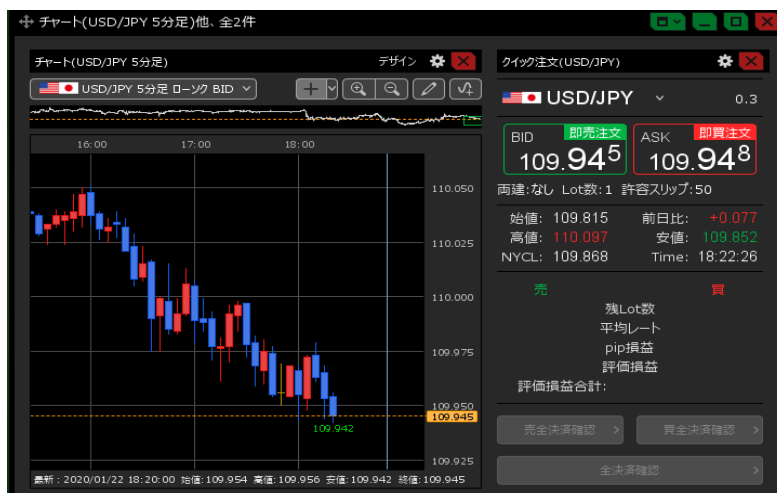 チャート(USD/JPY 5分足)他、全2件
チャート(USD/JPY 5分足)
デザイン
USD/JPY 5分足 ローソク BID
16:00 17:00 18:00
110.050
110.025
110.000
109.975
109.950
109.945
109.942
109.925
最新:2020/01/22 18:20:00 始値:109.954 高値:109.956 安値:109.942 終値:109.945
クイック注文(USD/JPY)
USD/JPY 0.3
BID 即売注文
109.945
ASK 即買注文
109.948
両建:なし Lot数:1 許容スリップ:50
始値: 109.815 前日比: +0.077
高値: 110.097 安値: 109.852
NYCL: 109.868 Time: 18:22:26
売 買
残Lot数
平均レート
pip損益
評価損益
評価損益合計:
売全決済確認 買全決済確認
全決済確認